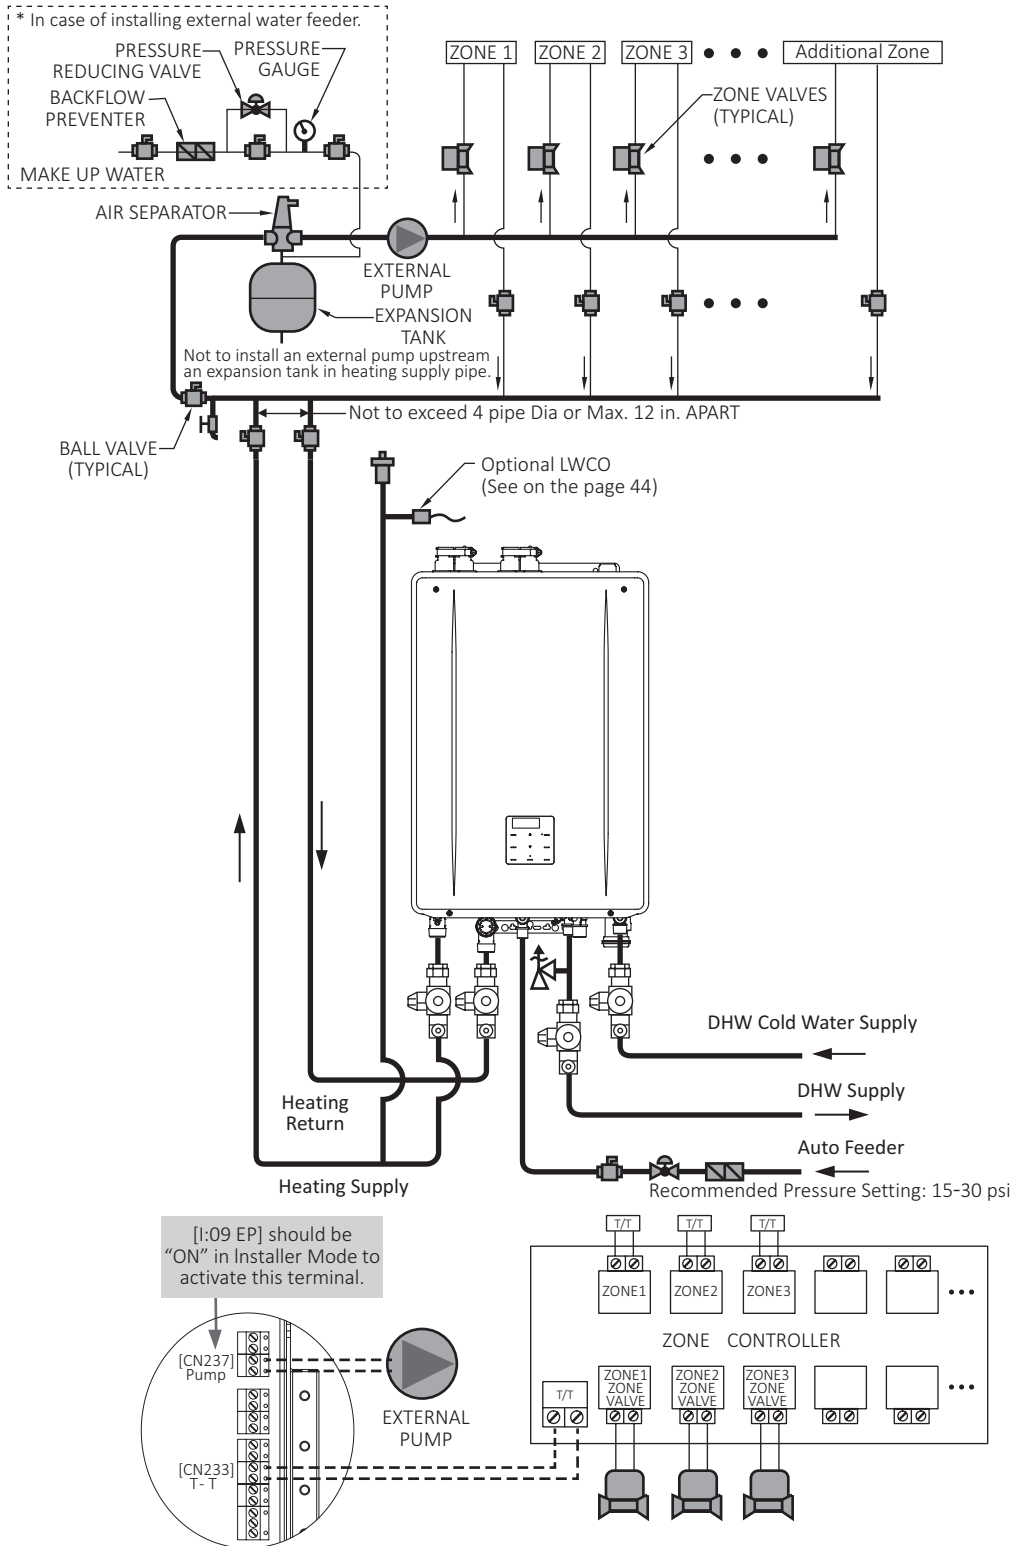 * In case of installing external water feeder.
PRESSURE
REDUCING VALVE
PRESSURE
GAUGE
BACKFLOW
PREVENTER
MAKE UP WATER
ZONE 1
ZONE 2
ZONE 3
Additional Zone
ZONE VALVES
(TYPICAL)
AIR SEPARATOR
EXTERNAL
PUMP
EXPANSION
TANK
Not to install an external pump upstream
an expansion tank in heating supply pipe.
Not to exceed 4 pipe Dia or Max. 12 in. APART
BALL VALVE
(TYPICAL)
Optional LWCO
(See on the page 44)
DHW Cold Water Supply
DHW Supply
Heating
Return
Auto Feeder
Heating Supply
Recommended Pressure Setting: 15-30 psi
[I:09 EP] should be
“ON” in Installer Mode to
activate this terminal.
[CN237]
Pump
EXTERNAL
PUMP
[CN233]
T- T
T/T
T/T
T/T
ZONE1
ZONE2
ZONE3
ZONE CONTROLLER
T/T
ZONE1
ZONE
VALVE
ZONE2
ZONE
VALVE
ZONE3
ZONE
VALVE